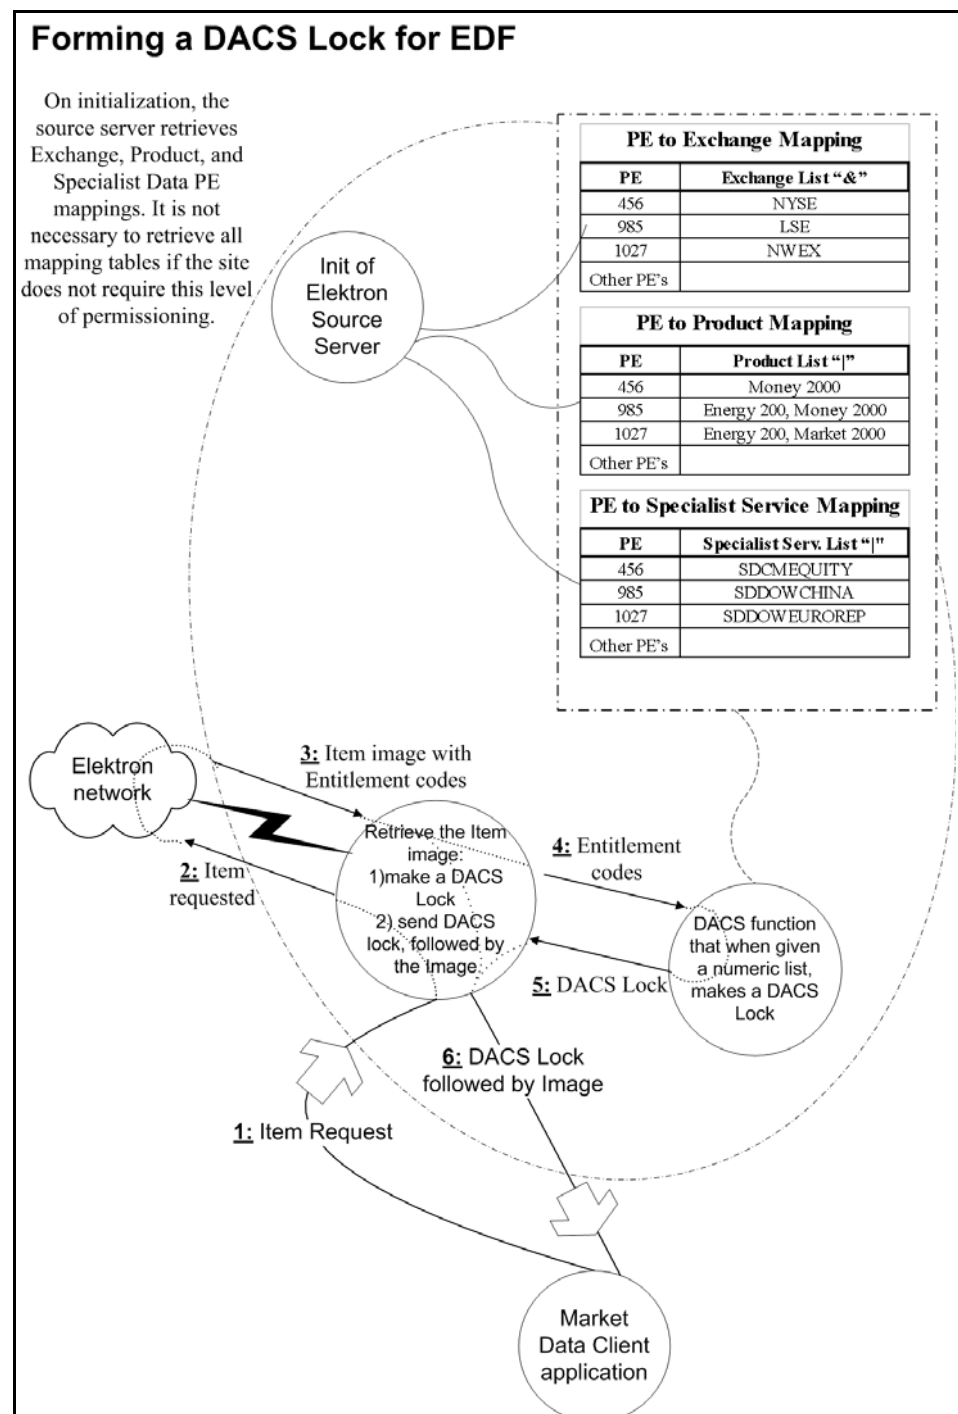 Forming a DACS Lock for EDF
On initialization, the
source server retrieves
Exchange, Product, and
Specialist Data PE
mappings. It is not
necessary to retrieve all
mapping tables if the site
does not require this level
of permissioning.
Init of
Elektron
Source
Server
PE to Exchange Mapping
PE Exchange List “&”
456 NYSE
985 LSE
1027 NWEX
Other PE’s
PE to Product Mapping
PE Product List “|”
456 Money 2000
985 Energy 200, Money 2000
1027 Energy 200, Market 2000
Other PE’s
PE to Specialist Service Mapping
PE Specialist Serv. List “|”
456 SDCMEQUITY
985 SDDOWCHINA
1027 SDDOWEUROREP
Other PE’s
Elektron
network
3: Item image with
Entitlement codes
2: Item
requested
Retrieve the Item
image:
1)make a DACS
Lock
2) send DACS
lock, followed by
the Image
4: Entitlement
codes
5: DACS Lock
DACS function
that when given
a numeric list,
makes a DACS
Lock
6: DACS Lock
followed by Image
1: Item Request
Market
Data Client
application